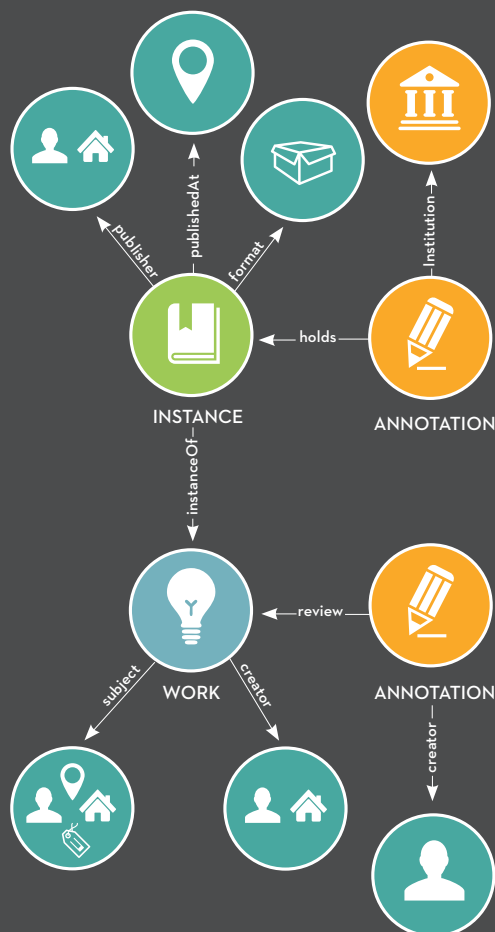 publisher
publishedAt
format
Institution
holds
INSTANCE
ANNOTATION
instanceOf
review
WORK
ANNOTATION
subject
creator
creator